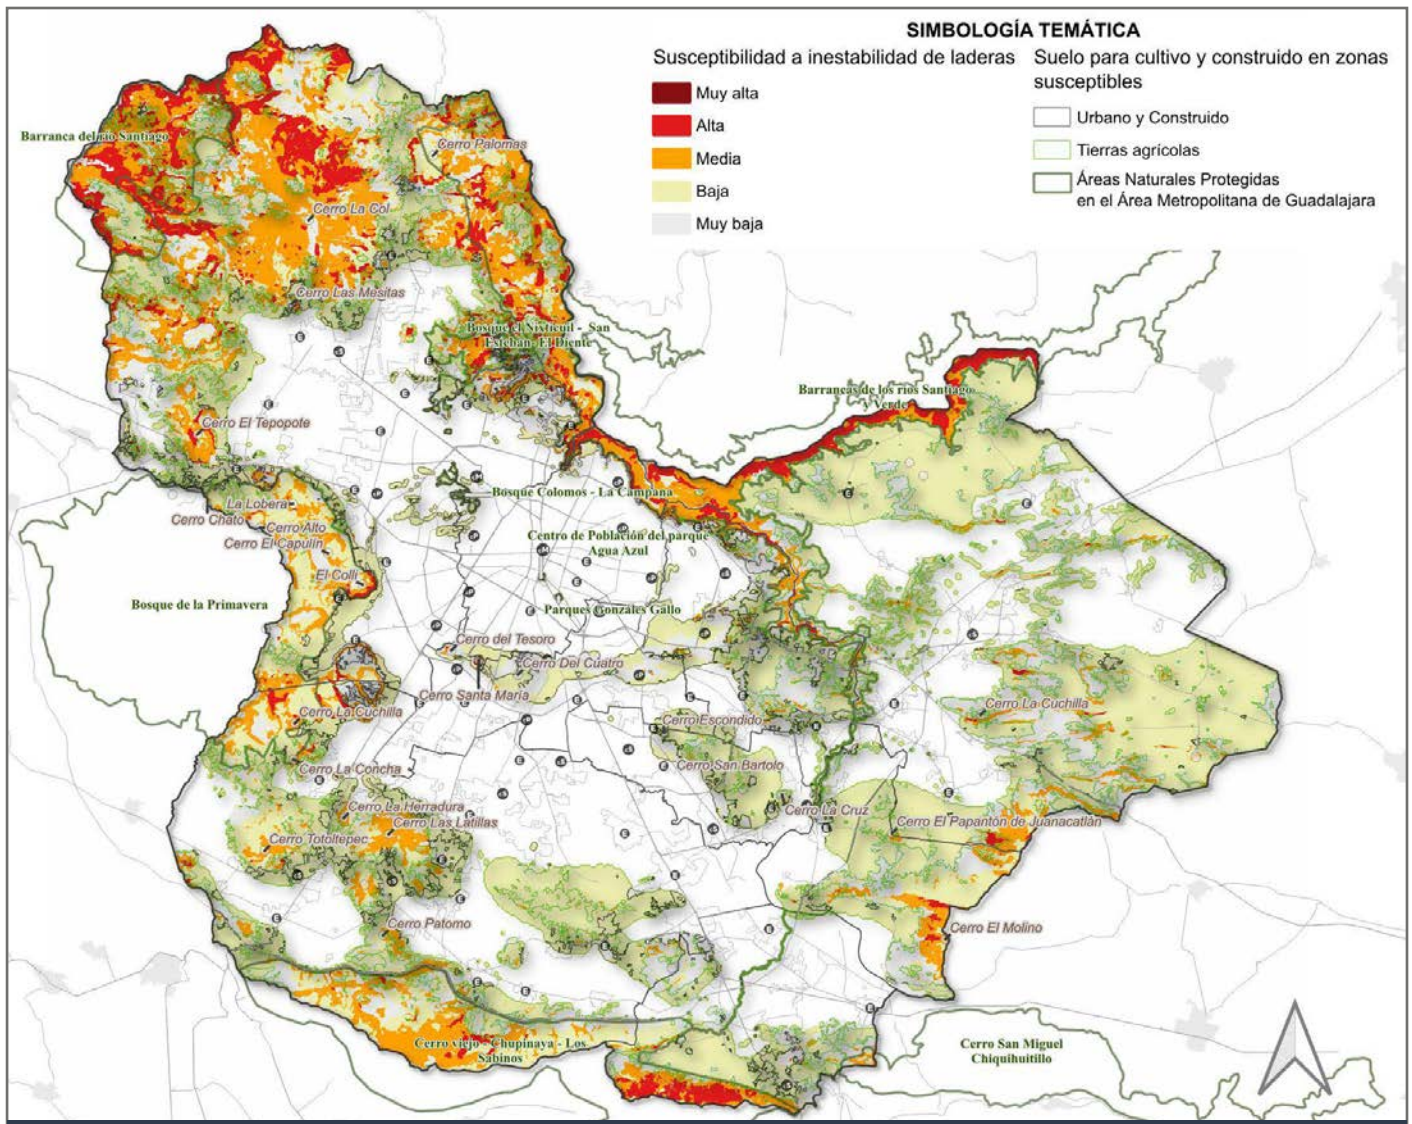 SIMBOLOGÍA TEMÁTICA
Susceptibilidad a inestabilidad de laderas
Muy alta
Alta
Media
Baja
Muy baja
Suelo para cultivo y construido en zonas
susceptibles
Urbano y Construido
Tierras agrícolas
Áreas Naturales Protegidas
en el Área Metropolitana de Guadalajara
Barranca del río Santiago
Cerro Palomas
Cerro La Col
Cerro Las Mesitas
Bosque el Nixticuil - San
Esteban- El Diente
Barrancas de los ríos Santiago
y Verde
Cerro El Tepopote
La Lobera
Cerro Chato
Cerro Alto
Cerro El Capulín
El Colli
Bosque Colomos - La Campana
Centro de Población del parque
Agua Azul
Bosque de la Primavera
Parques Gonzáles Gallo
Cerro del Tesoro
Cerro Del Cuatro
Cerro Santa María
Cerro La Cuchilla
Cerro La Cuchilla
Cerro Escondido
Cerro La Concha
Cerro San Bartolo
Cerro La Herradura
Cerro Las Latillas
Cerro Totoltepec
Cerro La Cruz
Cerro El Papantón de Juanacatlán
Cerro Patomo
Cerro El Molino
Cerro viejo - Chupinaya - Los
Sabinos
Cerro San Miguel
Chiquihuitillo